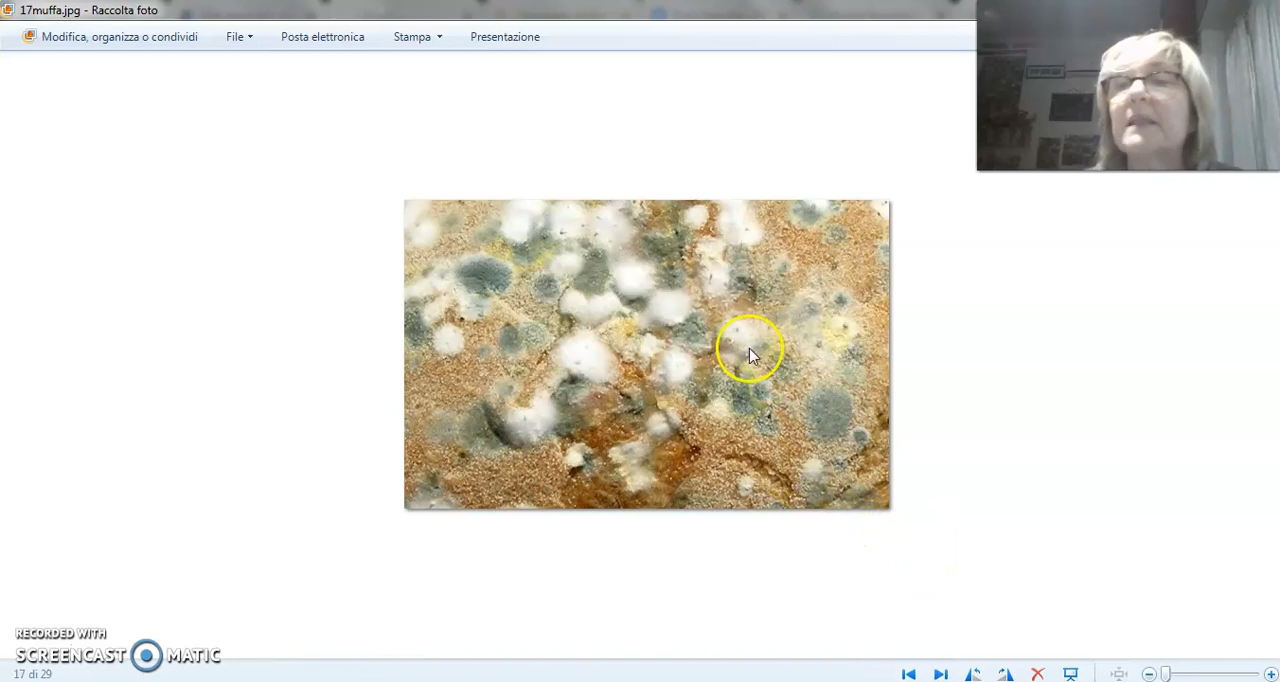 17muffa.jpg - Raccolta foto
Modifica, organizza o condividi File Posta elettronica Stampa Presentazione
RECORDED WITH
SCREENCAST MATIC
17 di 29